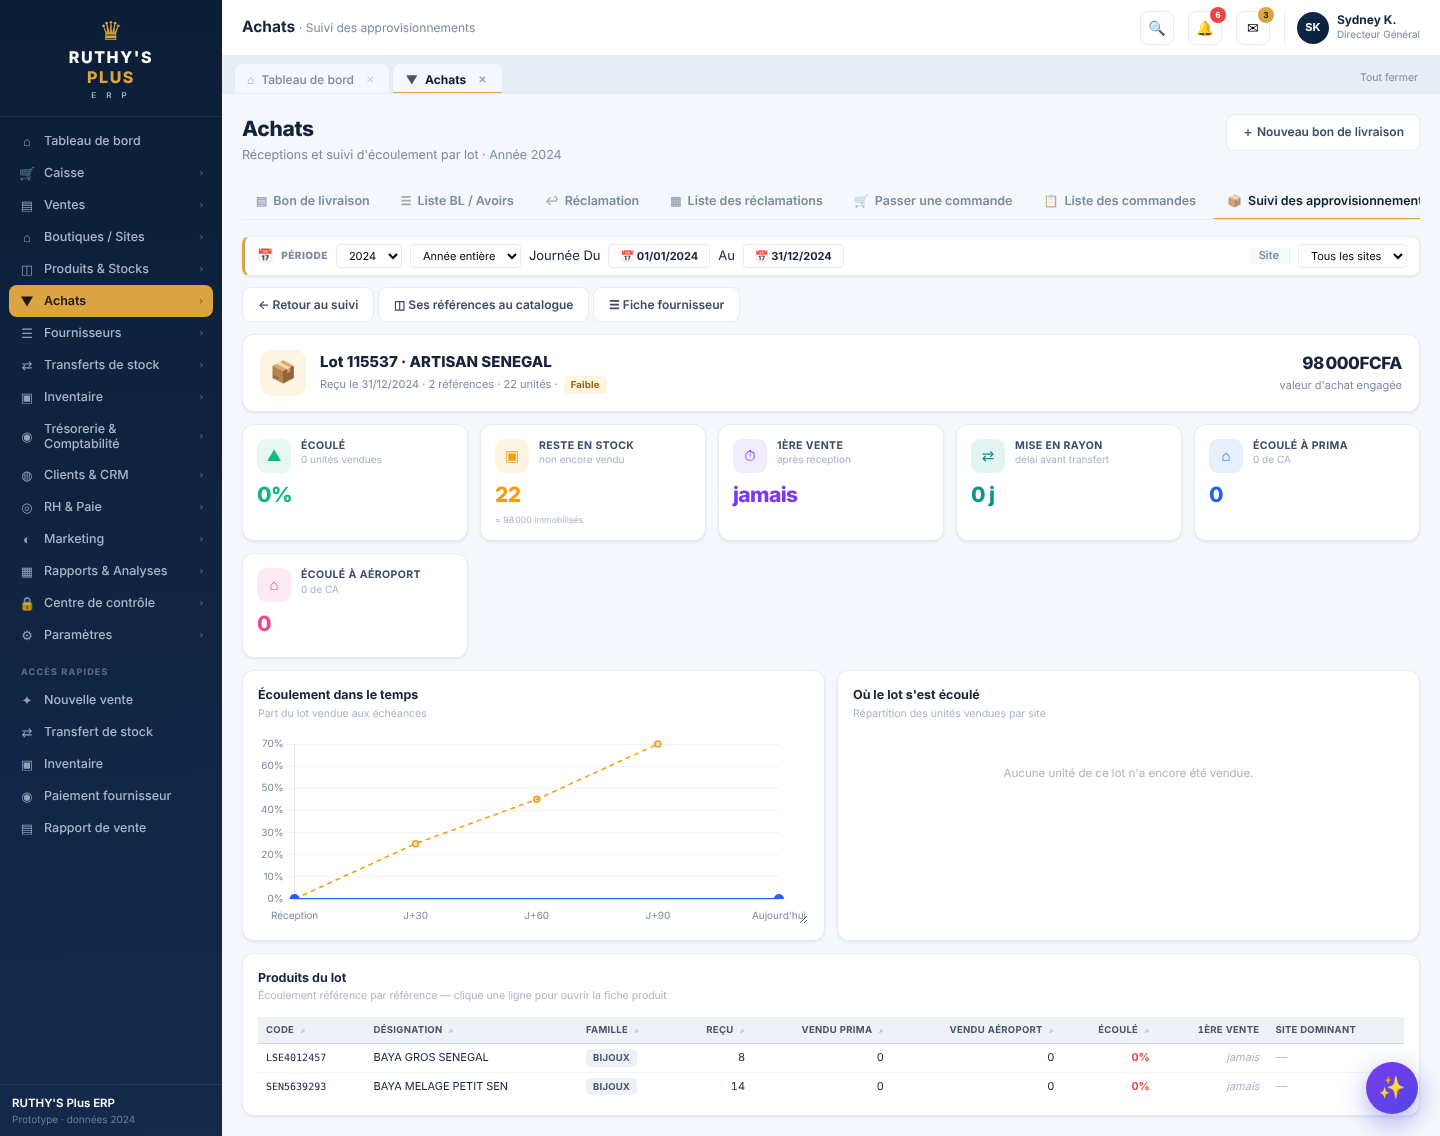 RUTHY'S
PLUS
ERP
Tableau de bord
Caisse
Ventes
Boutiques / Sites
Produits & Stocks
Achats
Fournisseurs
Transferts de stock
Inventaire
Trésorerie &
Comptabilité
Clients & CRM
RH & Paie
Marketing
Rapports & Analyses
Centre de contrôle
Paramètres
ACCÈS RAPIDES
Nouvelle vente
Transfert de stock
Inventaire
Paiement fournisseur
Rapport de vente
RUTHY'S Plus ERP
Prototype · données 2024
Achats · Suivi des approvisionnements
6
3
SK
Sydney K.
Directeur Général
Tableau de bord ×
Achats ×
Tout fermer
Achats
Réceptions et suivi d'écoulement par lot · Année 2024
+ Nouveau bon de livraison
Bon de livraison
Liste BL / Avoirs
Réclamation
Liste des réclamations
Passer une commande
Liste des commandes
Suivi des approvisionnement
PÉRIODE
2024
Année entière
Journée Du
01/01/2024
Au
31/12/2024
Site
Tous les sites
← Retour au suivi
Ses références au catalogue
Fiche fournisseur
Lot 115537 · ARTISAN SENEGAL
Reçu le 31/12/2024 · 2 références · 22 unités · Faible
98 000FCFA
valeur d'achat engagée
ÉCOULÉ
0 unités vendues
0%
RESTE EN STOCK
non encore vendu
22
≈ 98 000 immobilisés
1ÈRE VENTE
après réception
jamais
MISE EN RAYON
délai avant transfert
0 j
ÉCOULÉ À PRIMA
0 de CA
0
ÉCOULÉ À AÉROPORT
0 de CA
0
Écoulement dans le temps
Part du lot vendue aux échéances
70%
60%
50%
40%
30%
20%
10%
0%
Réception
J+30
J+60
J+90
Aujourd'hui
Où le lot s'est écoulé
Répartition des unités vendues par site
Aucune unité de ce lot n'a encore été vendue.
Produits du lot
Écoulement référence par référence — clique une ligne pour ouvrir la fiche produit
CODE DÉSIGNATION FAMILLE REÇU VENDU PRIMA VENDU AÉROPORT ÉCOULÉ 1ÈRE VENTE SITE DOMINANT
LSE4012457 BAYA GROS SENEGAL BIJOUX 8 0 0 0% jamais —
SEN5639293 BAYA MELAGE PETIT SEN BIJOUX 14 0 0 0% jamais —